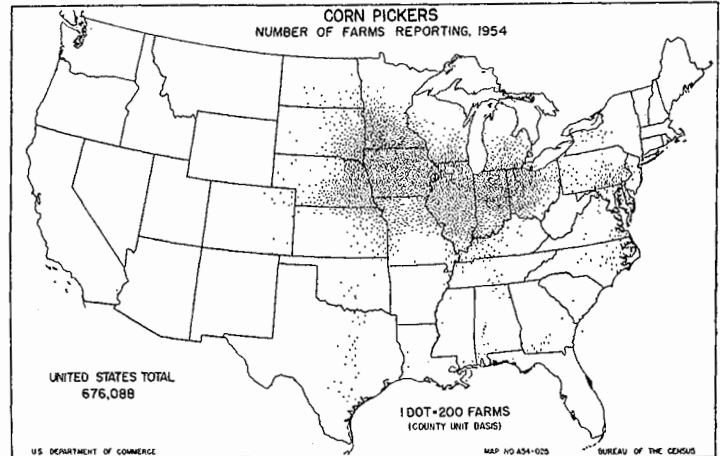 CORN PICKERS
NUMBER OF FARMS REPORTING, 1954
UNITED STATES TOTAL
676,088
1 DOT=200 FARMS
(COUNTY UNIT BASIS)
U.S. DEPARTMENT OF COMMERCE
MAP NO A54-025
BUREAU OF THE CENSUS